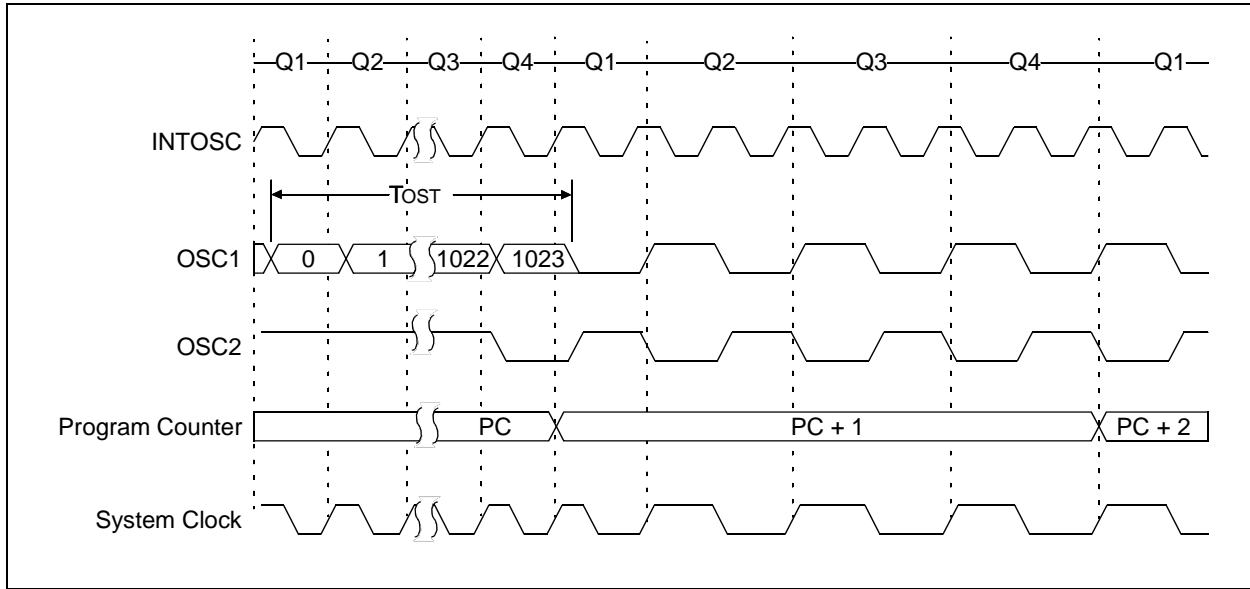 Q1 Q2 Q3 Q4 Q1 Q2 Q3 Q4 Q1
INTOSC
TOST
OSC1 0 1 1022 1023
OSC2
Program Counter PC PC + 1 PC + 2
System Clock